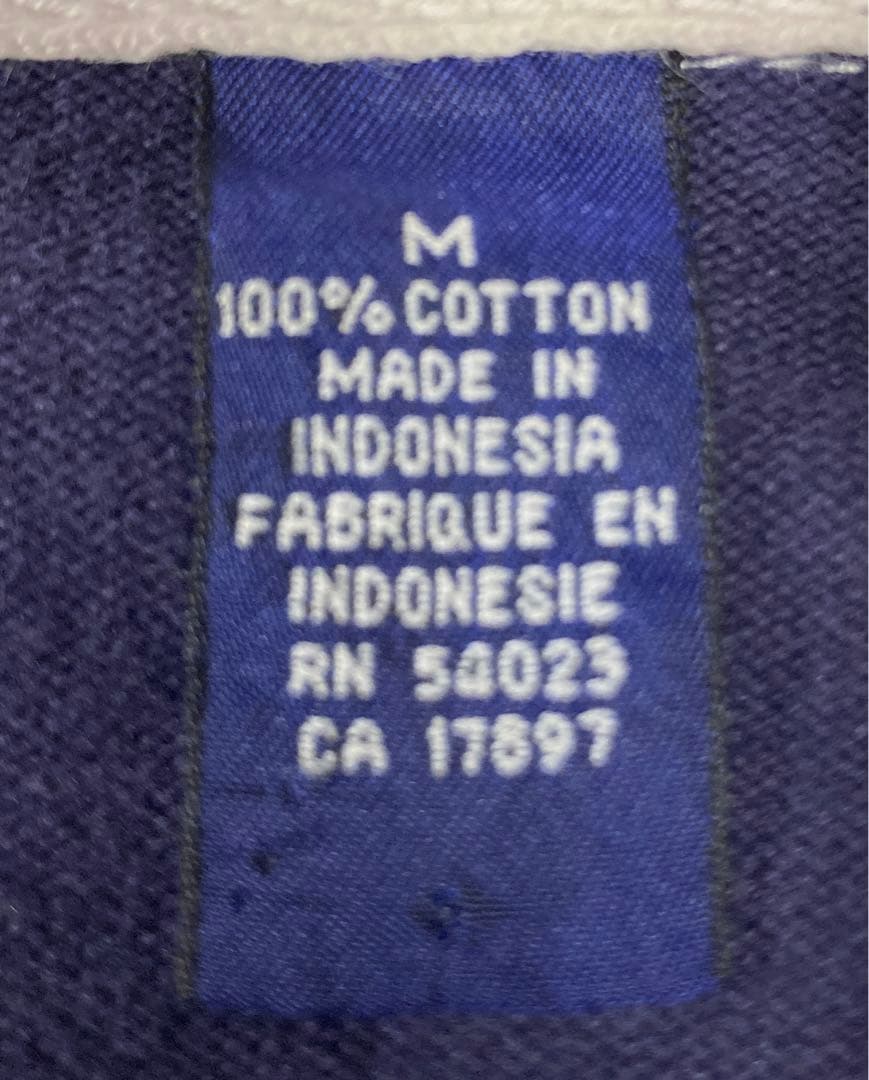 M
100% COTTON
MADE IN
INDONESIA
FABRIQUE EN
INDONESIE
RN 54023
CA 17897